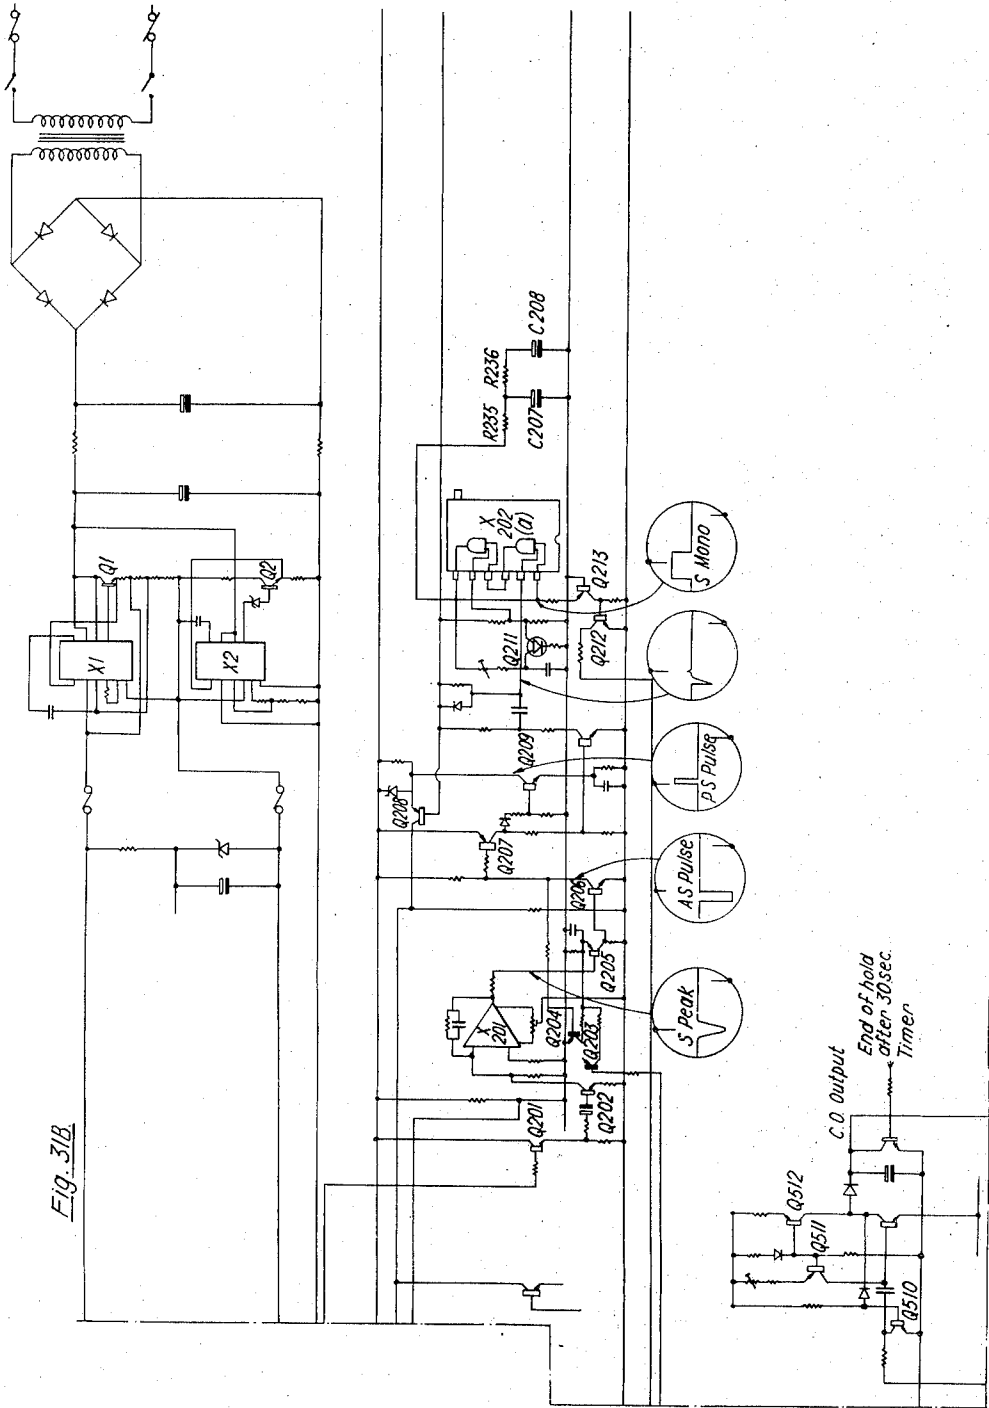 Fig. 31B.
X1
Q1
X2
Q2
R235
R236
C207
C208
X
202
(a)
Q213
Q212
Q211
Q209
Q208
Q207
Q206
Q205
X
201
Q204
Q203
Q202
Q201
S Mono
PS Pulse
AS Pulse
S Peak
C.O. Output
End of hold
after 30sec.
Timer
Q512
Q511
Q510